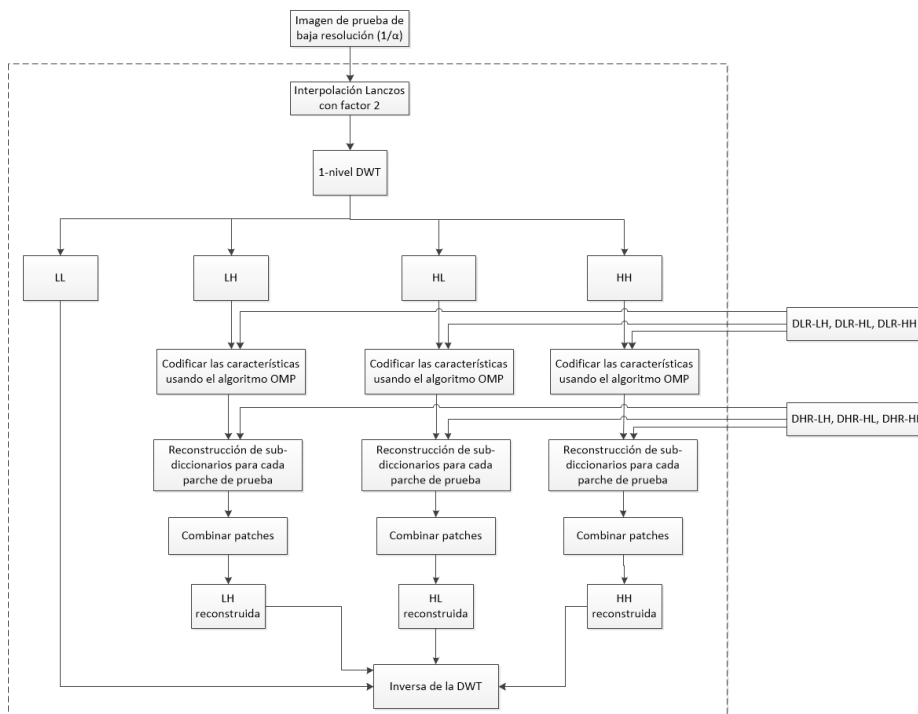 Imagen de prueba de
baja resolución (1/α)
Interpolación Lanczos
con factor 2
1-nivel DWT
LL
LH
HL
HH
DLR-LH, DLR-HL, DLR-HH
Codificar las características
usando el algoritmo OMP
Codificar las características
usando el algoritmo OMP
Codificar las características
usando el algoritmo OMP
DHR-LH, DHR-HL, DHR-HH
Reconstrucción de sub-
diccionarios para cada
parche de prueba
Reconstrucción de sub-
diccionarios para cada
parche de prueba
Reconstrucción de sub-
diccionarios para cada
parche de prueba
Combinar patches
Combinar patches
Combinar patches
LH
reconstruida
HL
reconstruida
HH
reconstruida
Inversa de la DWT